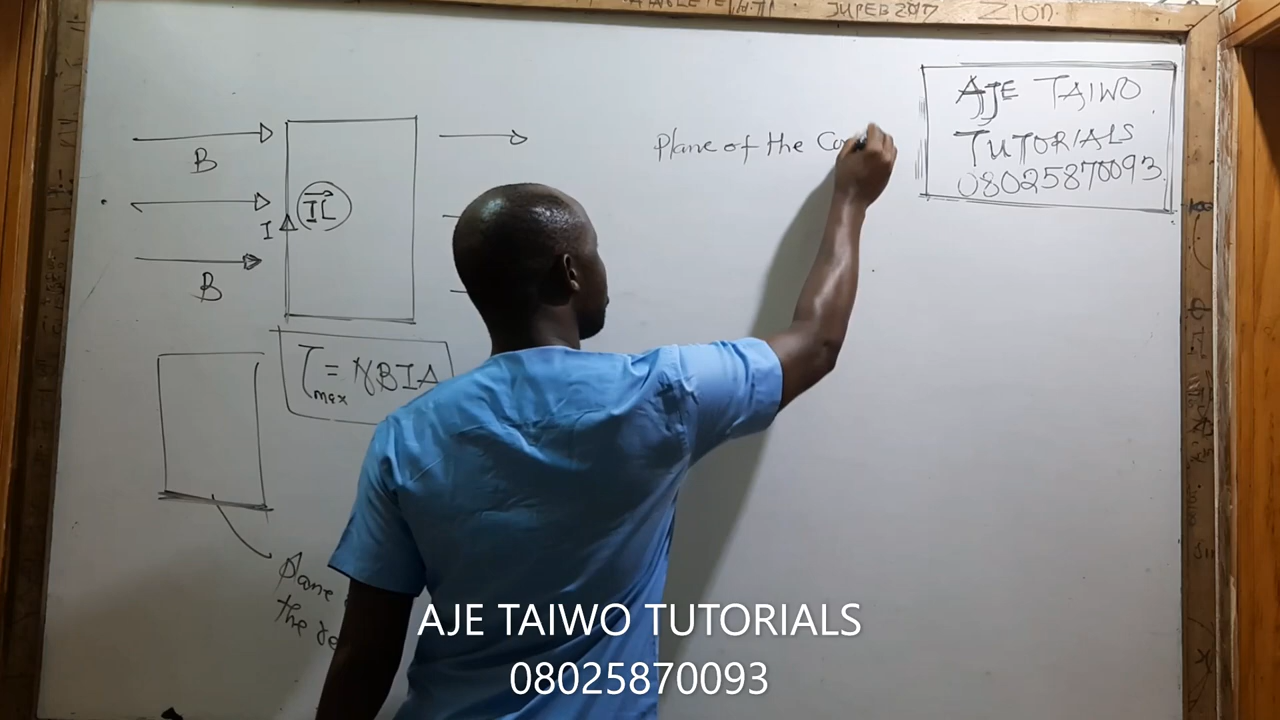 JUPEB 2017 ZION
B
IL
I
B
Plane of the Co
AJE TAIWO
TUTORIALS
08025870093
τmax = NBIA
Plane
the
AJE TAIWO TUTORIALS
08025870093